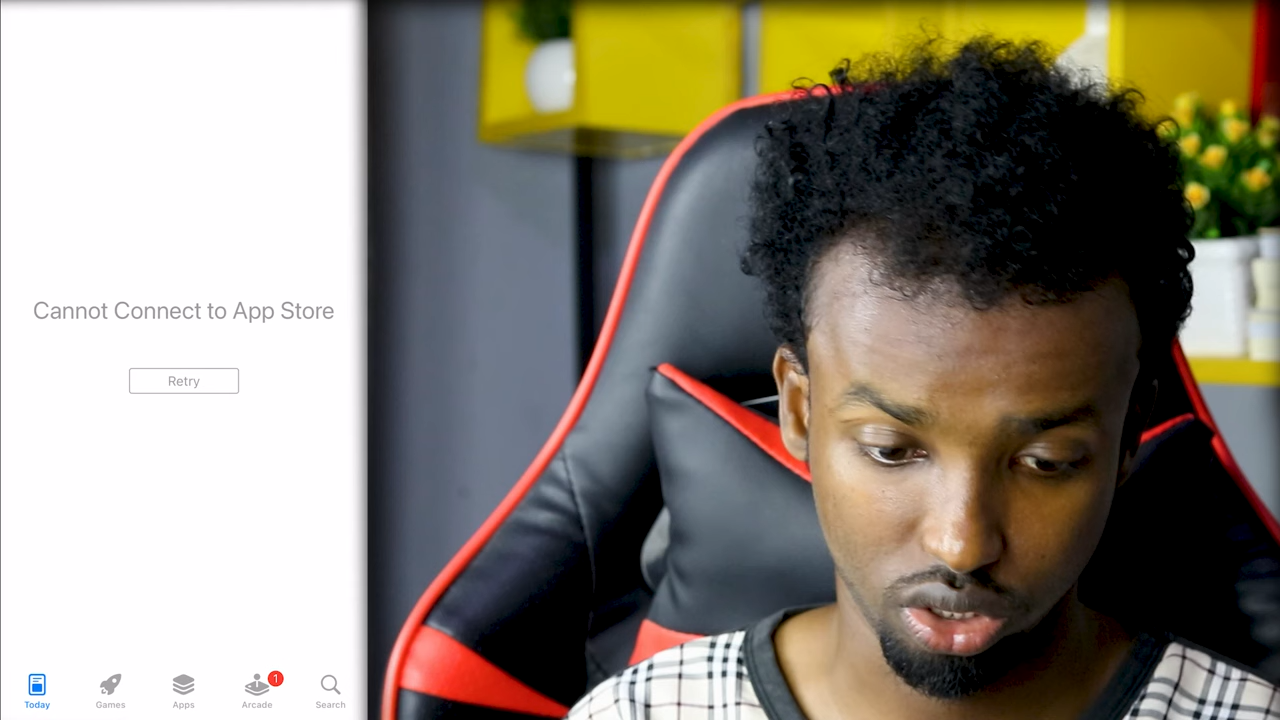 Cannot Connect to App Store
Retry
1
Today
Games
Apps
Arcade
Search